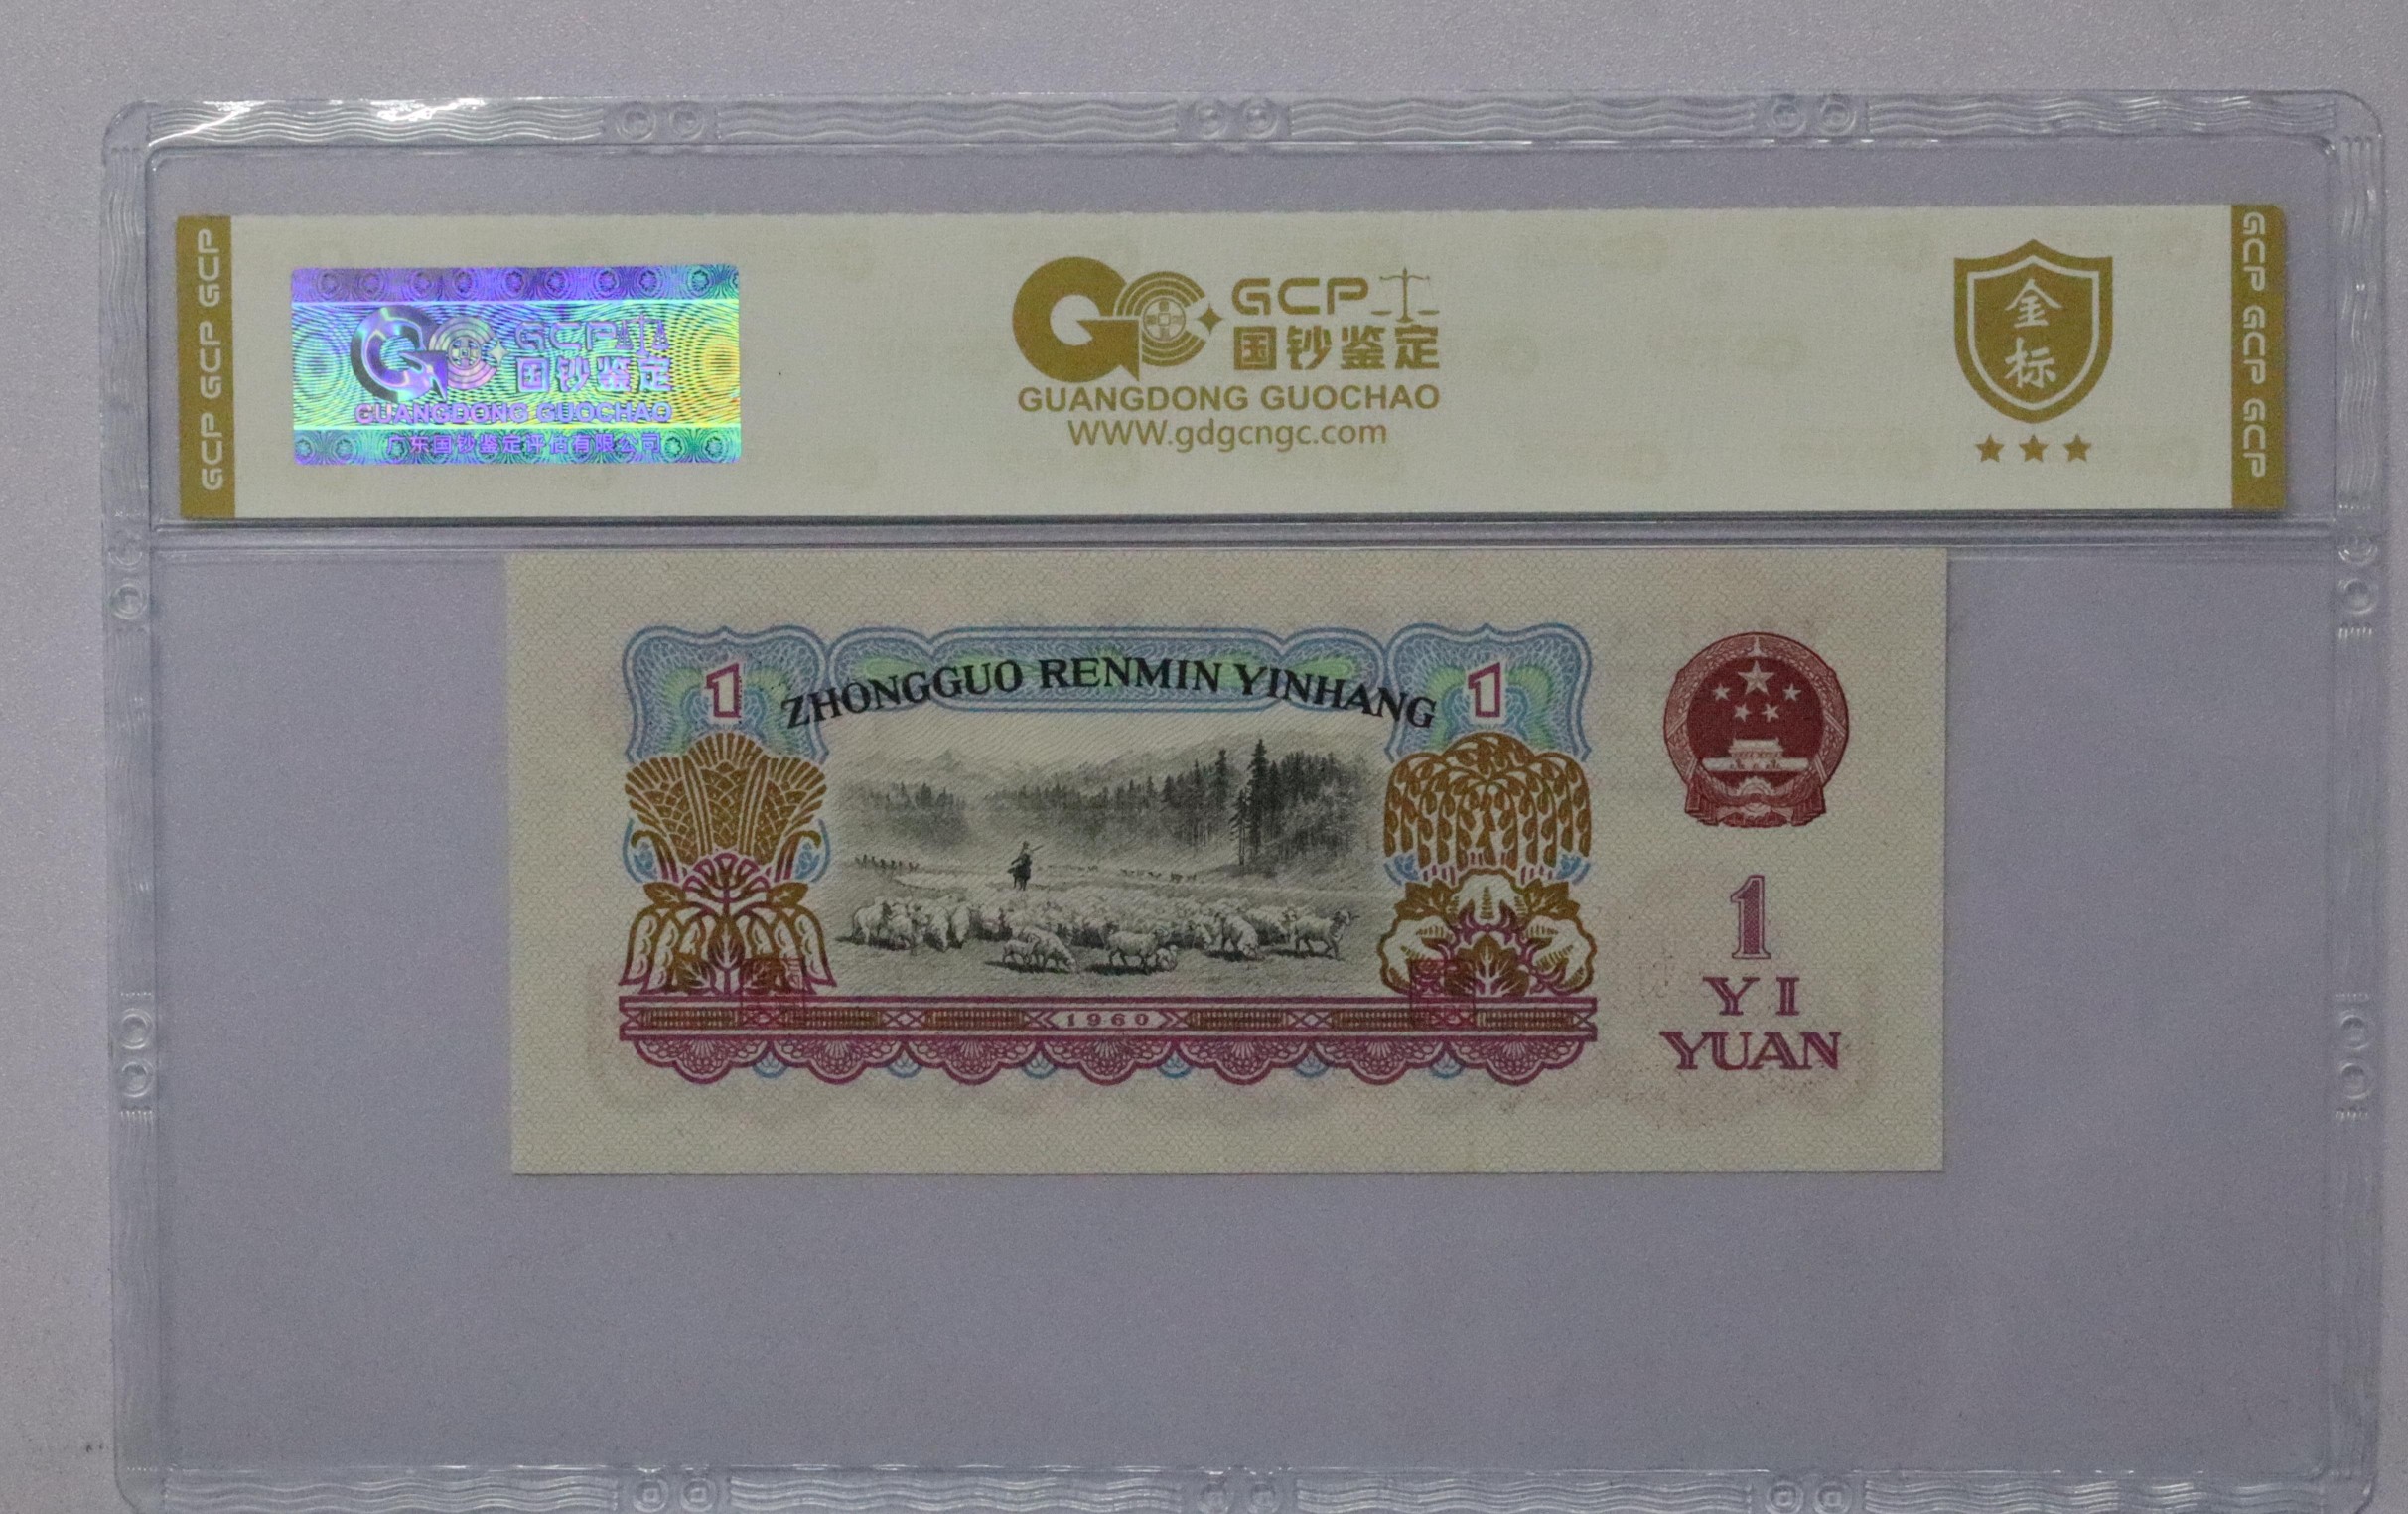 GCP GCP GCP
GCP
国钞鉴定
GUANGDONG GUOCHAO
广东国钞鉴定评估有限公司
GCP
国钞鉴定
GUANGDONG GUOCHAO
WWW.gdgcngc.com
金
标
GCP GCP GCP
1
ZHONGGUO RENMIN YINHANG
1
1960
1
YI
YUAN